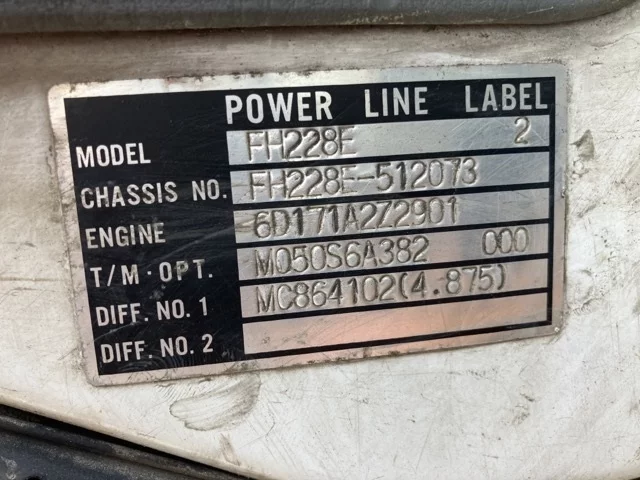 POWER LINE LABEL
MODEL FH228E 2
CHASSIS NO. FH228E-512073
ENGINE 6D171A2Z2901
T/M·OPT. M050S6A382 000
DIFF. NO. 1 MC864102(4.875)
DIFF. NO. 2